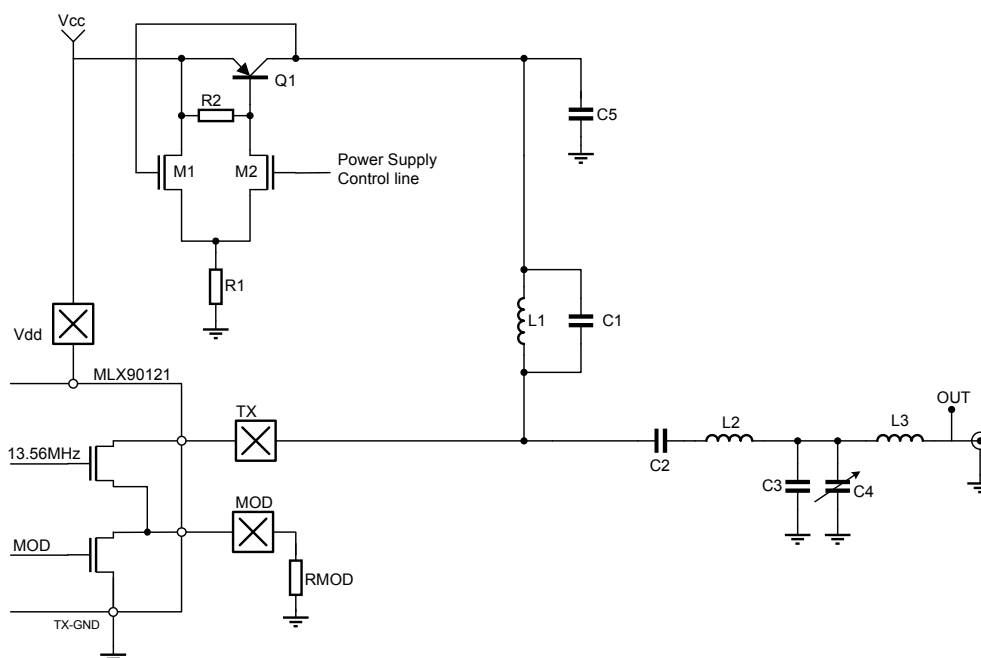 Vcc
Q1
R2
C5
M1
M2
Power Supply
Control line
R1
L1
C1
Vdd
MLX90121
TX
OUT
L2
L3
13.56MHz
C2
C3
C4
MOD
MOD
RMOD
TX-GND